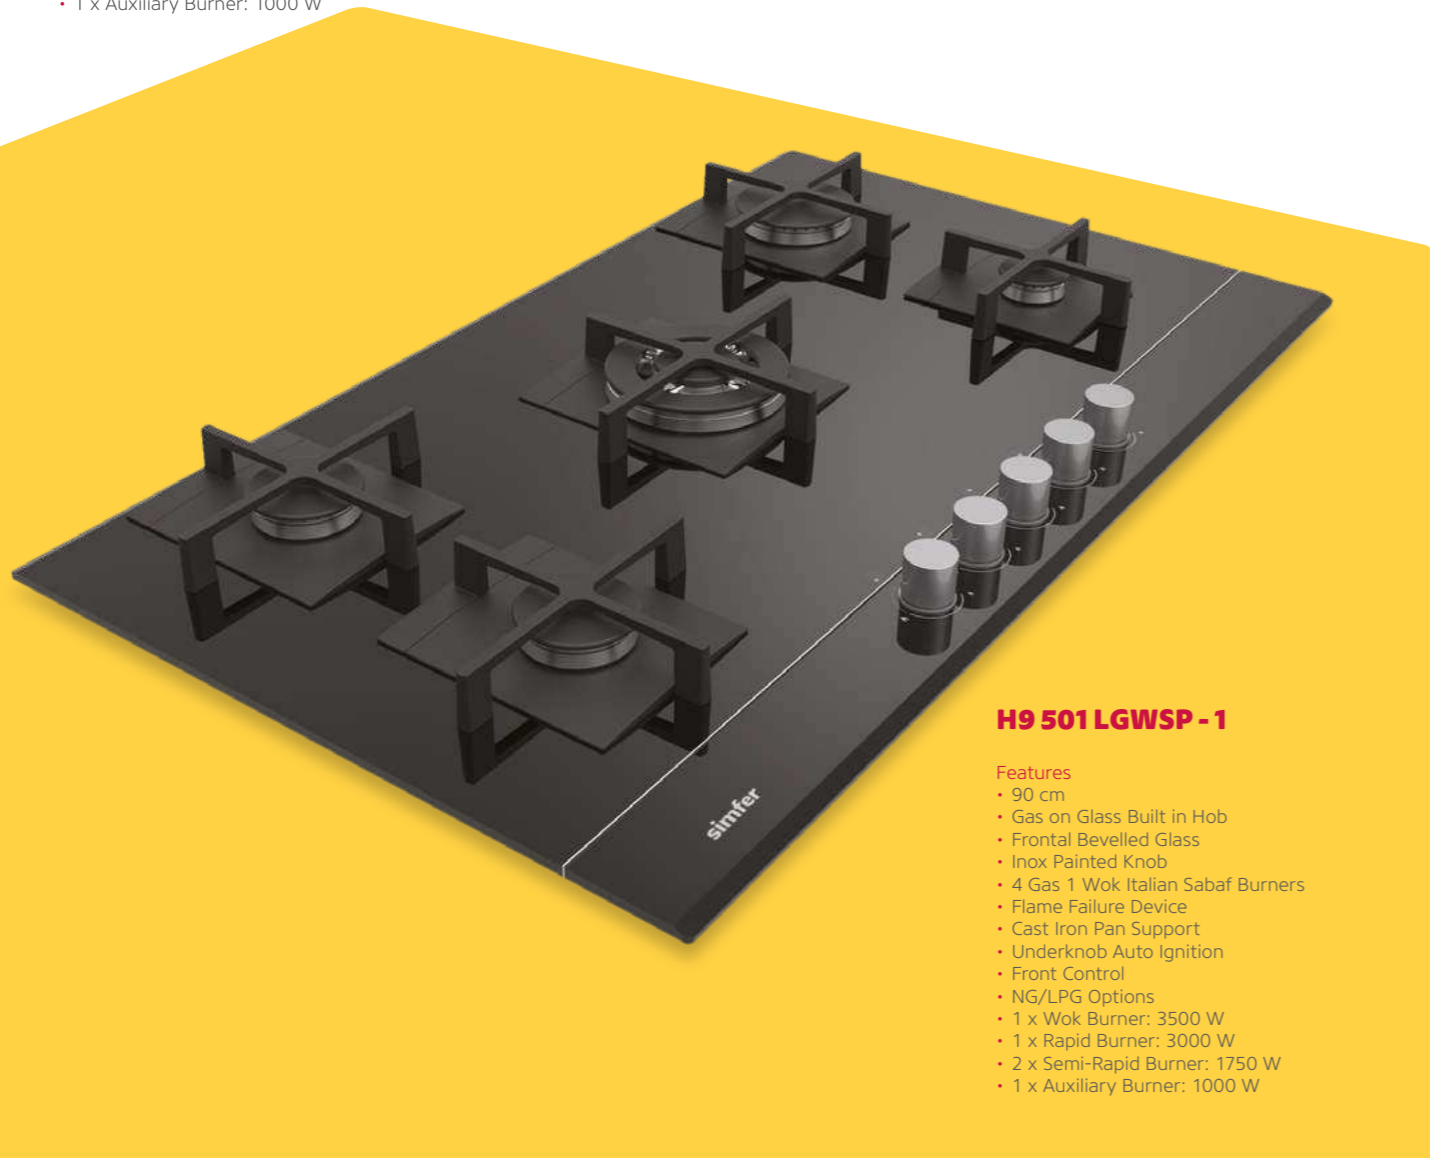 • 1 x Auxiliary Burner: 1000 W
simfer
H9 501 LGWSP - 1
Features
• 90 cm
• Gas on Glass Built in Hob
• Frontal Bevelled Glass
• Inox Painted Knob
• 4 Gas 1 Wok Italian Sabaf Burners
• Flame Failure Device
• Cast Iron Pan Support
• Underknob Auto Ignition
• Front Control
• NG/LPG Options
• 1 x Wok Burner: 3500 W
• 1 x Rapid Burner: 3000 W
• 2 x Semi-Rapid Burner: 1750 W
• 1 x Auxiliary Burner: 1000 W